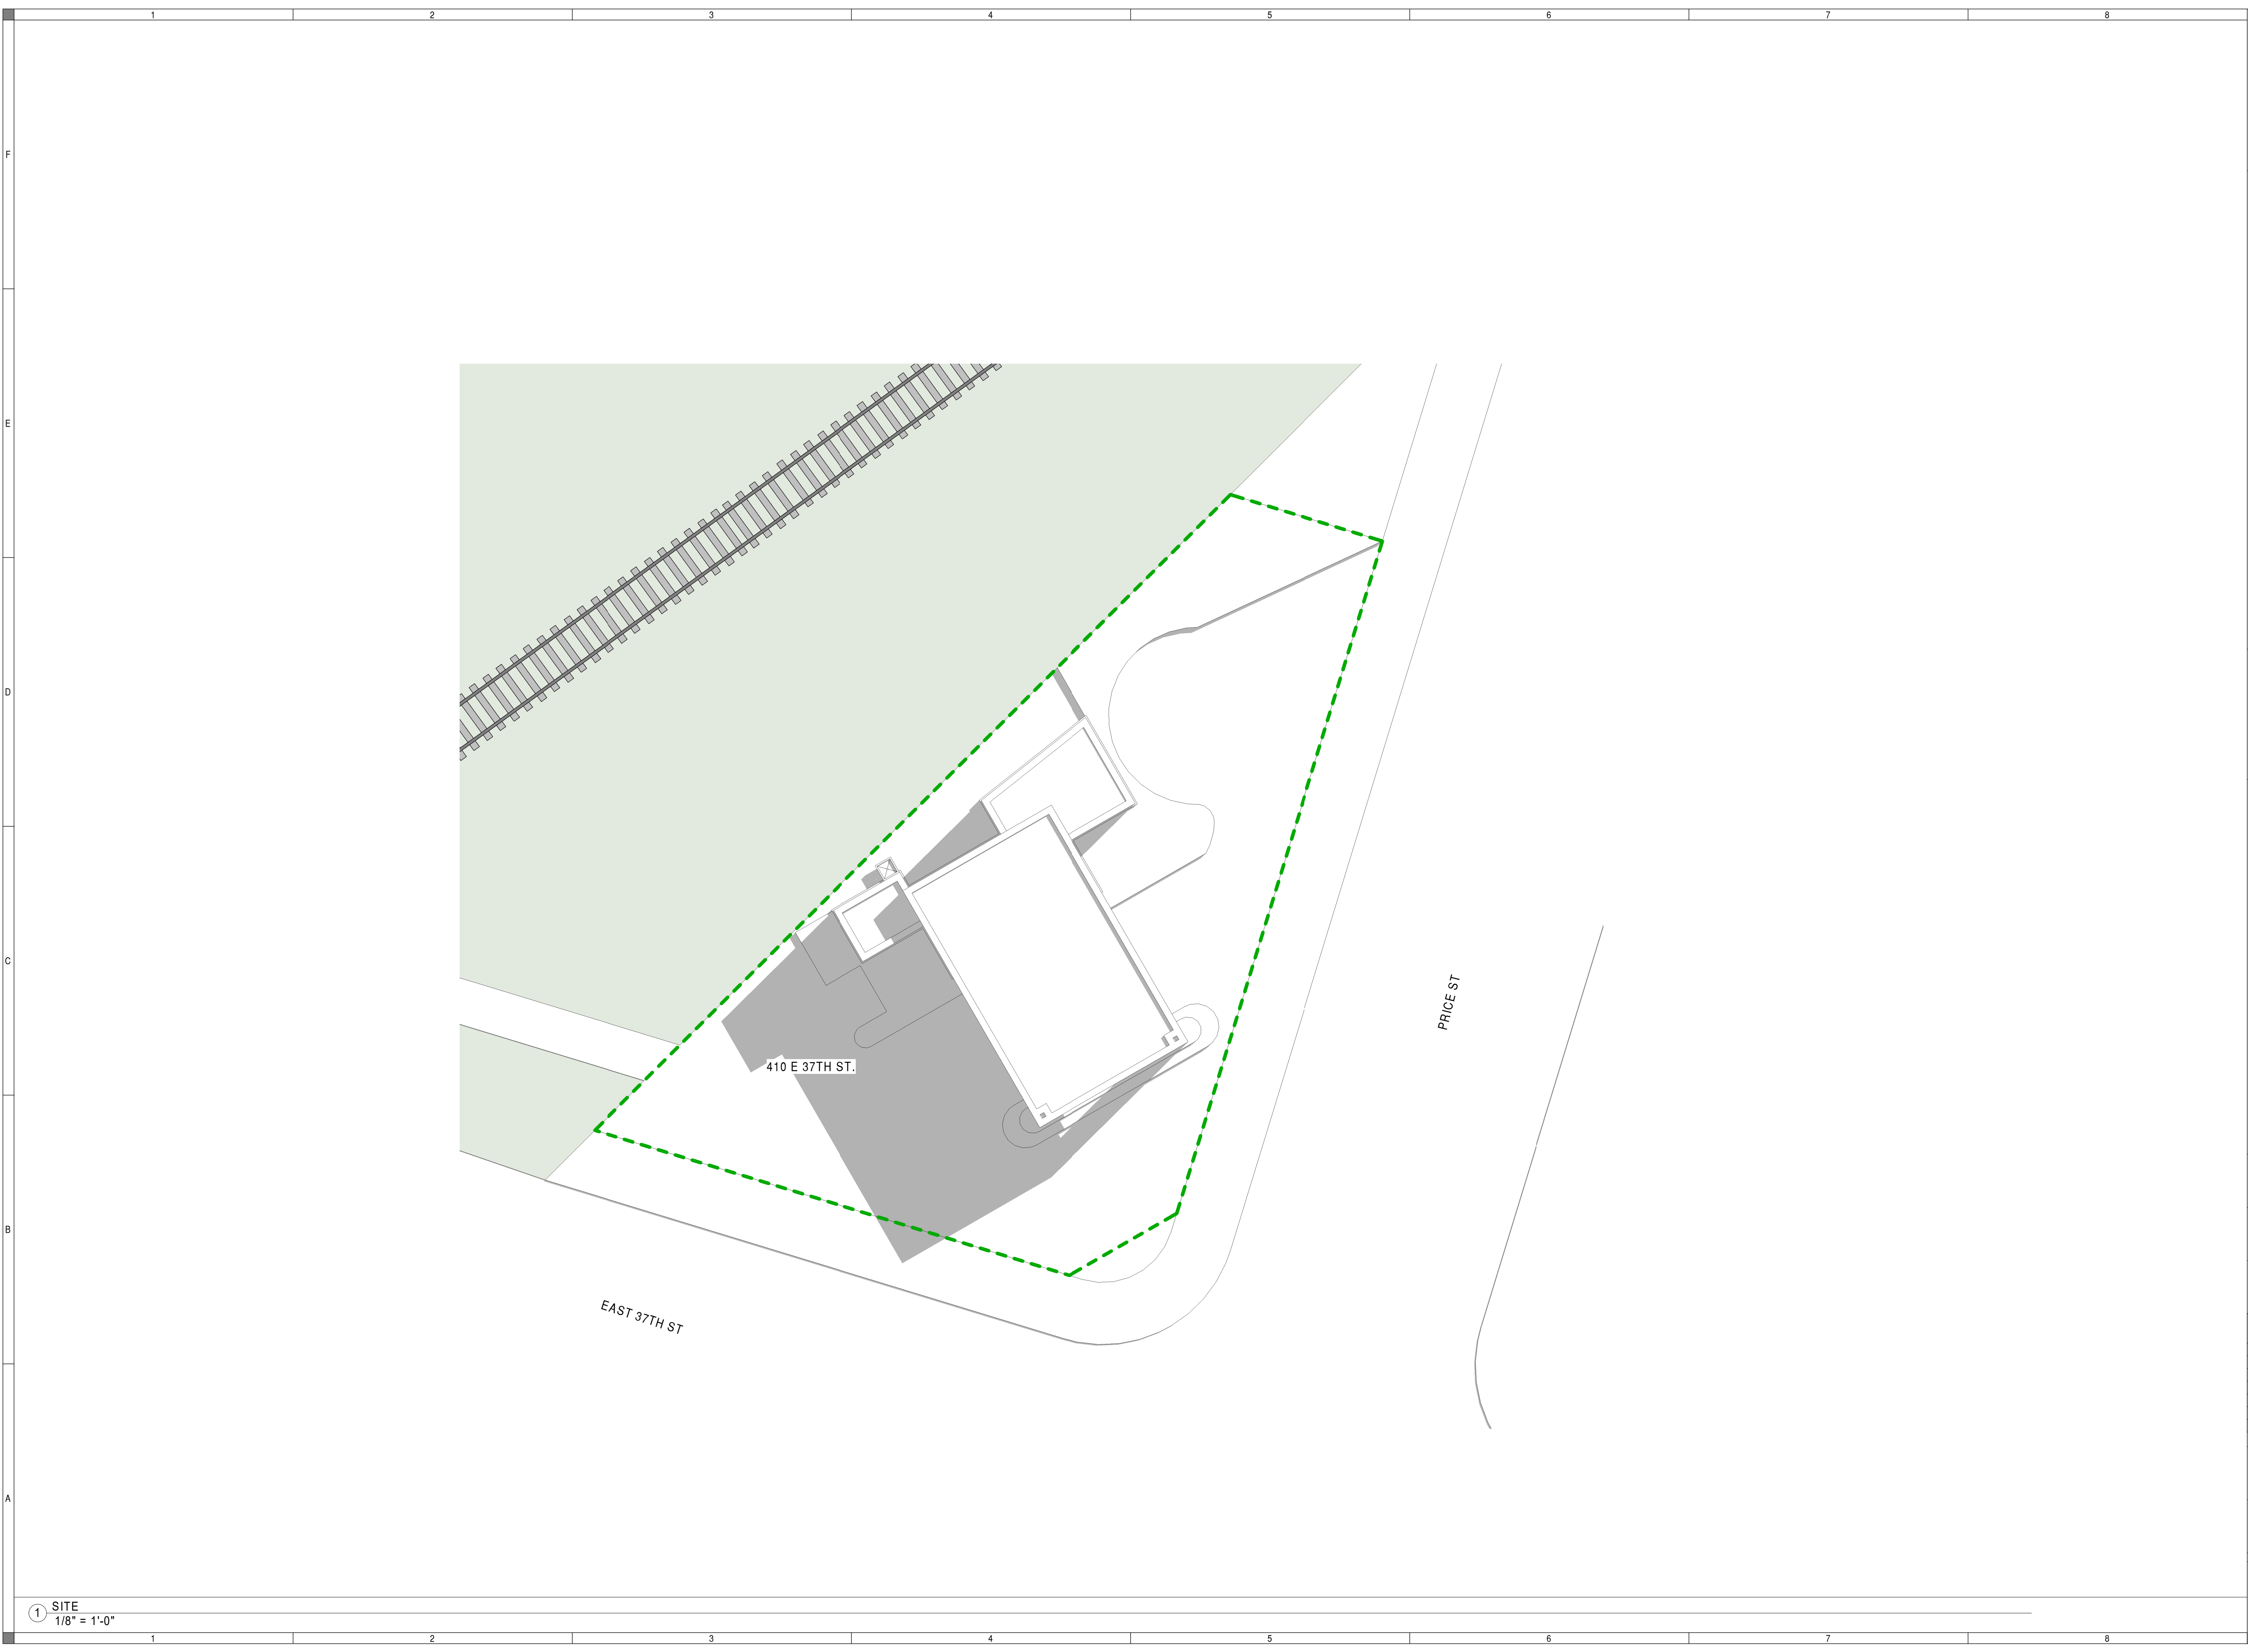 1 2 3 4 5 6 7 8
F
E
D
C
B
A
PRICE ST
410 E 37TH ST.
EAST 37TH ST
1 SITE
1/8" = 1'-0"
1 2 3 4 5 6 7 8